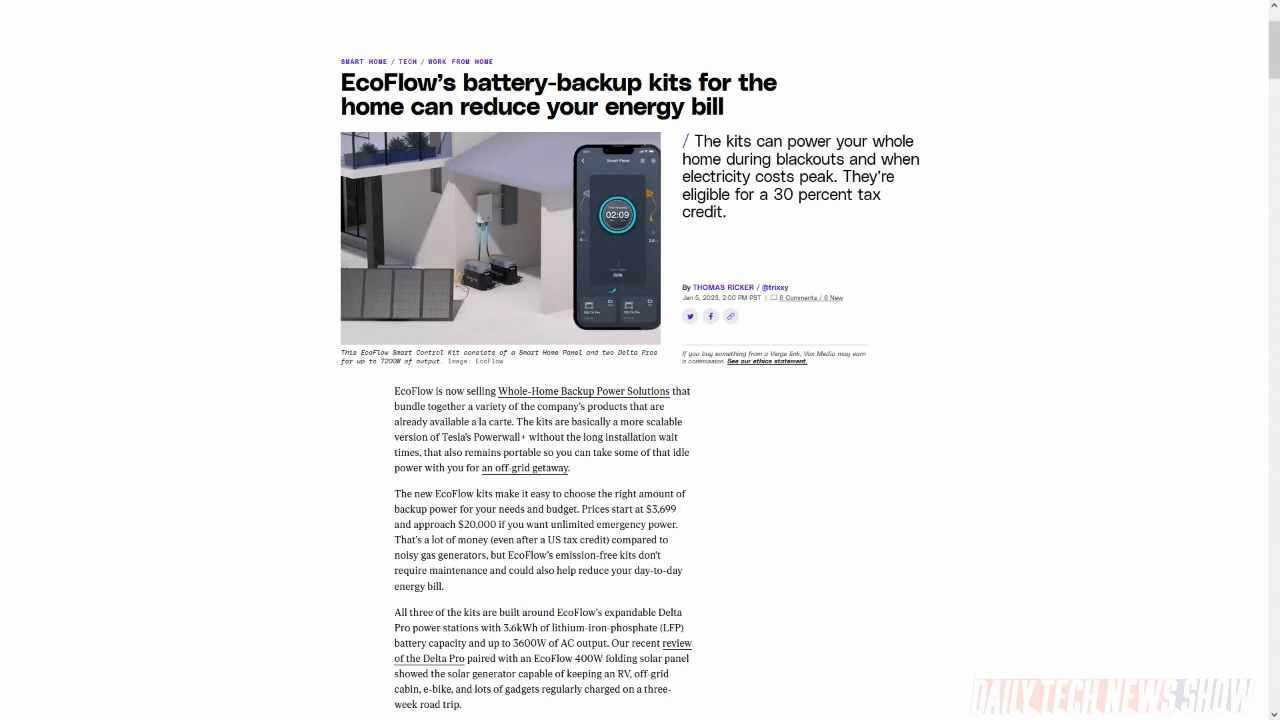 SMART HOME / TECH / WORK FROM HOME
EcoFlow's battery-backup kits for the
home can reduce your energy bill
/ The kits can power your whole
home during blackouts and when
electricity costs peak. They're
eligible for a 30 percent tax
credit.
Smart Panel
02:09
By THOMAS RICKER / @trixxy
Jan 5, 2023, 2:00 PM PST | 6 Comments / 6 New
This EcoFlow Smart Control Kit consists of a Smart Home Panel and two Delta Pros
for up to 7200W of output. Image: EcoFlow
If you buy something from a Verge link, Vox Media may earn
a commission. See our ethics statement.
EcoFlow is now selling Whole-Home Backup Power Solutions that
bundle together a variety of the company's products that are
already available a la carte. The kits are basically a more scalable
version of Tesla's Powerwall+ without the long installation wait
times, that also remains portable so you can take some of that idle
power with you for an off-grid getaway.
The new EcoFlow kits make it easy to choose the right amount of
backup power for your needs and budget. Prices start at $3,699
and approach $20,000 if you want unlimited emergency power.
That's a lot of money (even after a US tax credit) compared to
noisy gas generators, but EcoFlow's emission-free kits don't
require maintenance and could also help reduce your day-to-day
energy bill.
All three of the kits are built around EcoFlow's expandable Delta
Pro power stations with 3.6kWh of lithium-iron-phosphate (LFP)
battery capacity and up to 3600W of AC output. Our recent review
of the Delta Pro paired with an EcoFlow 400W folding solar panel
showed the solar generator capable of keeping an RV, off-grid
cabin, e-bike, and lots of gadgets regularly charged on a three-
week road trip.
DAILY TECH NEWS SHOW